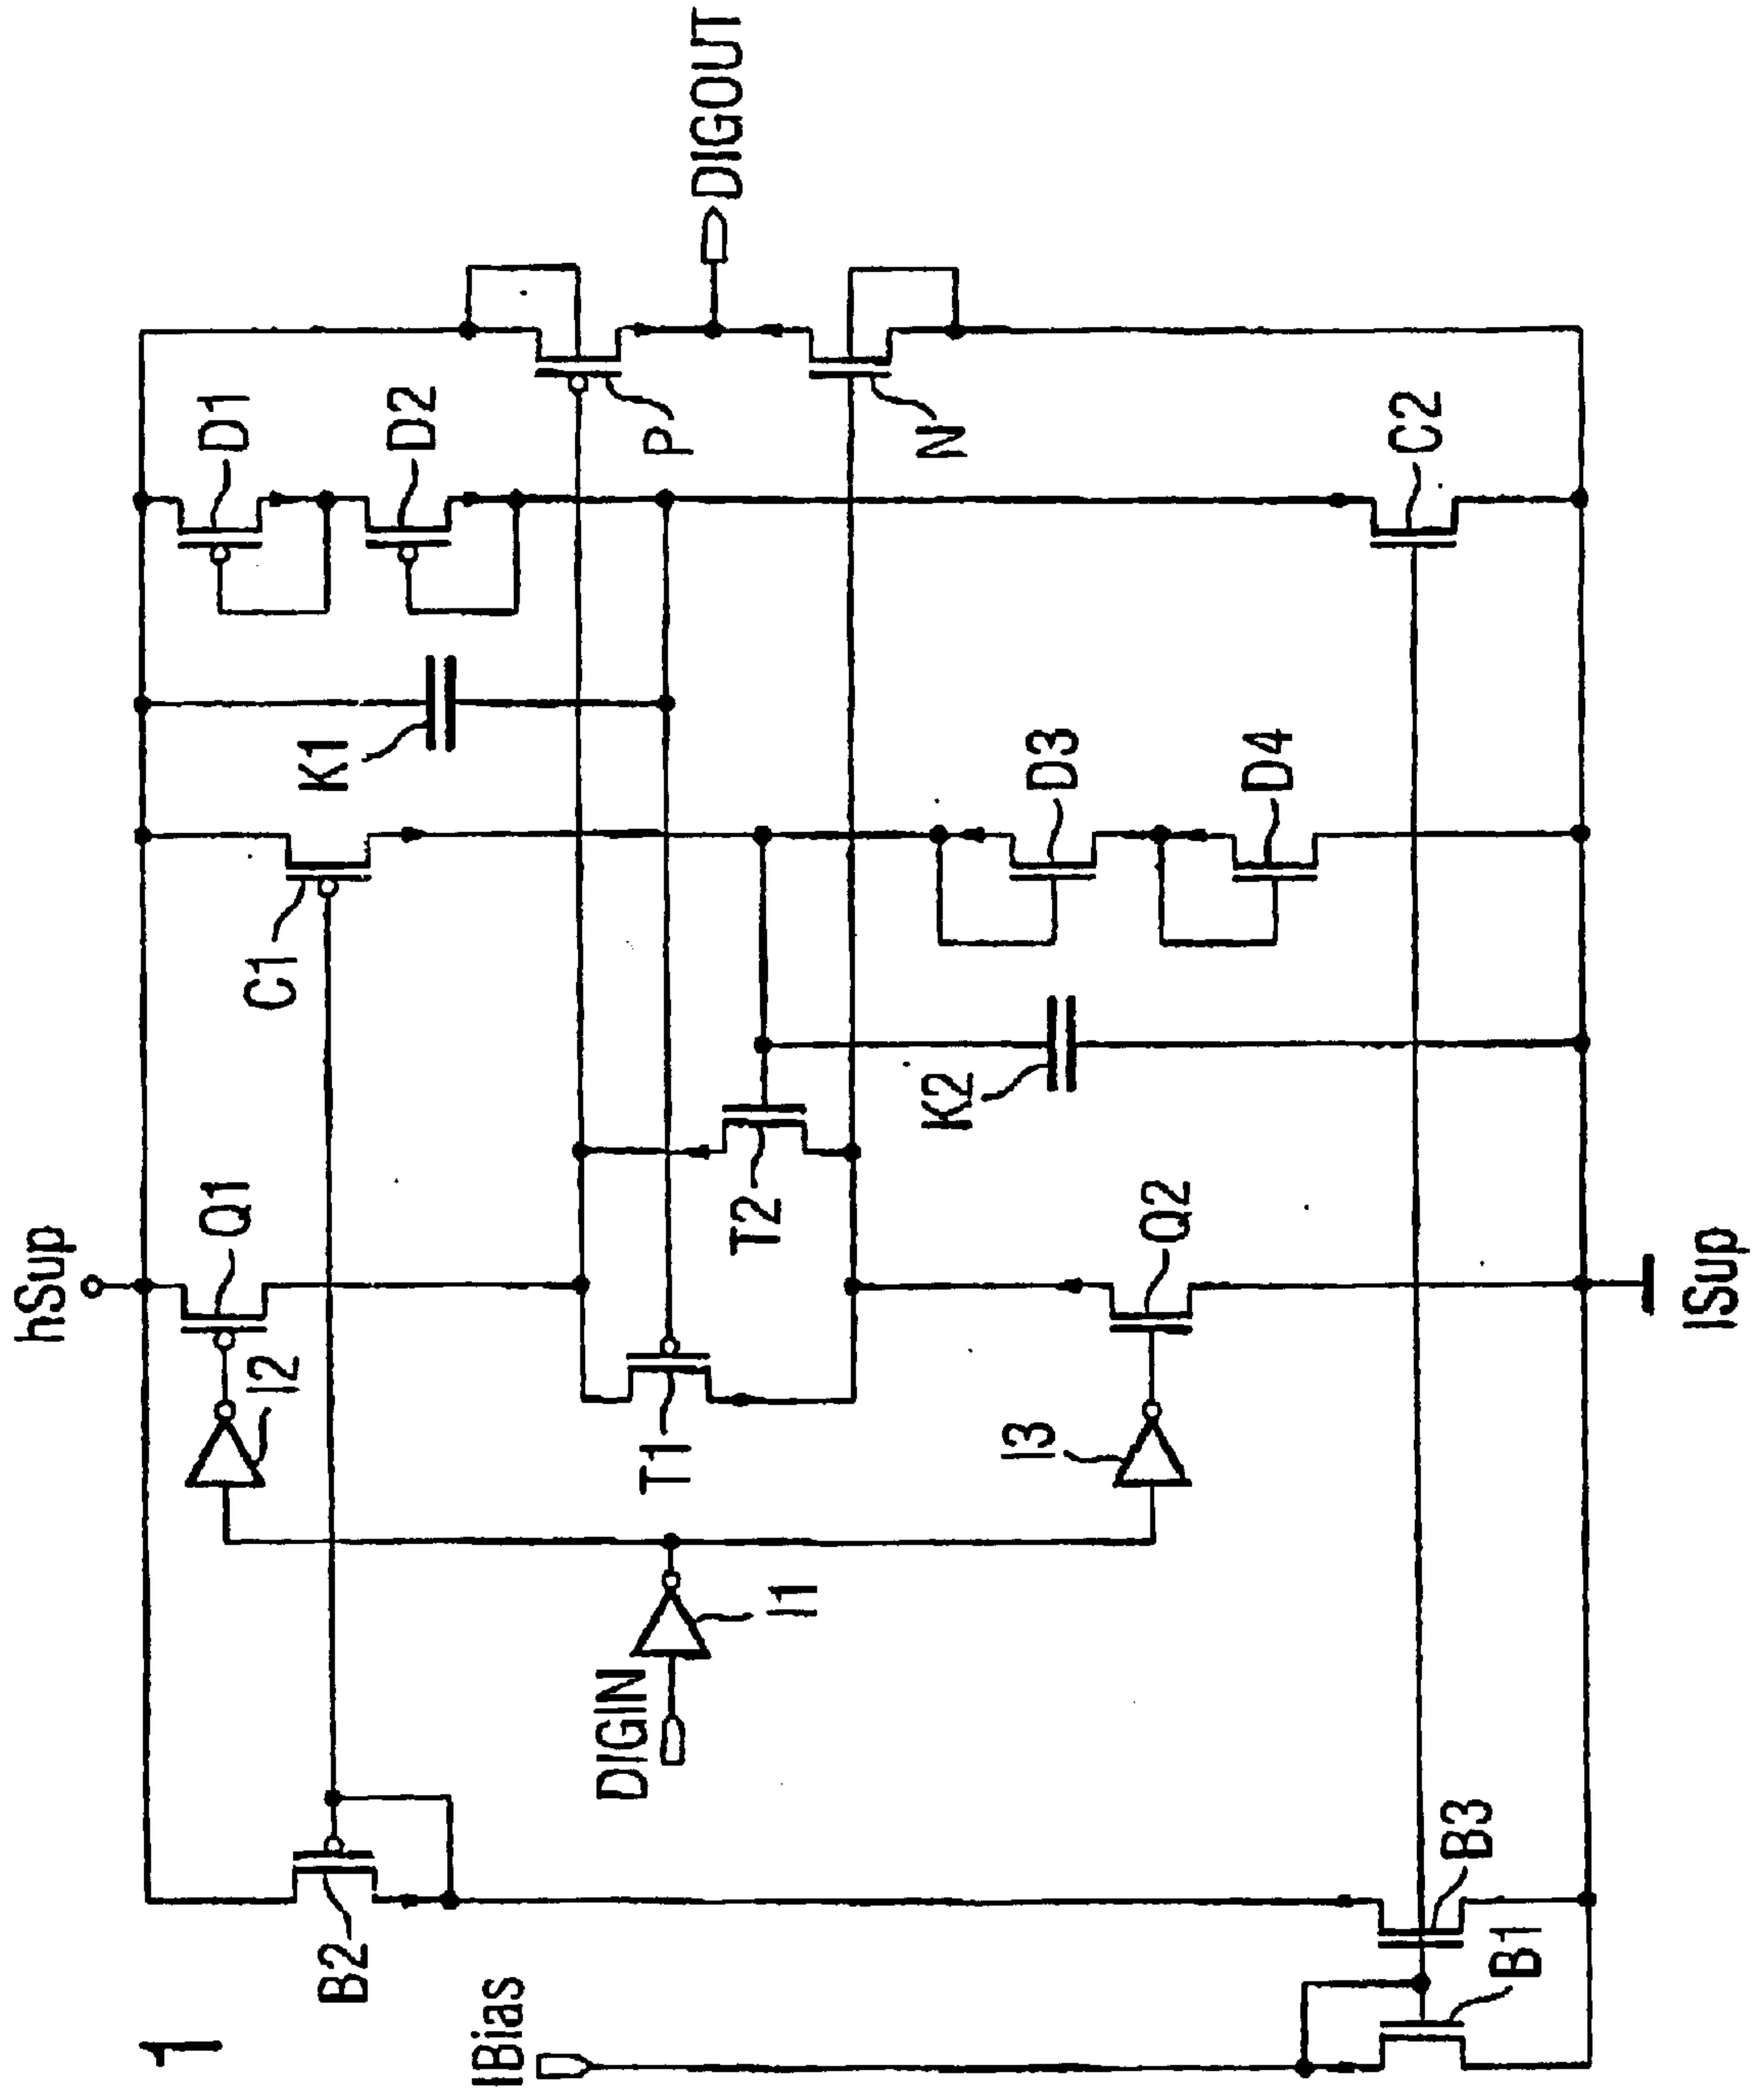 1
hSup
IBias
B2
B3
B1
DIGIN
I1
I2
I3
Q1
Q2
T1
T2
C1
K1
K2
D1
D2
D3
D4
P
N
C2
DIGOUT
lSup